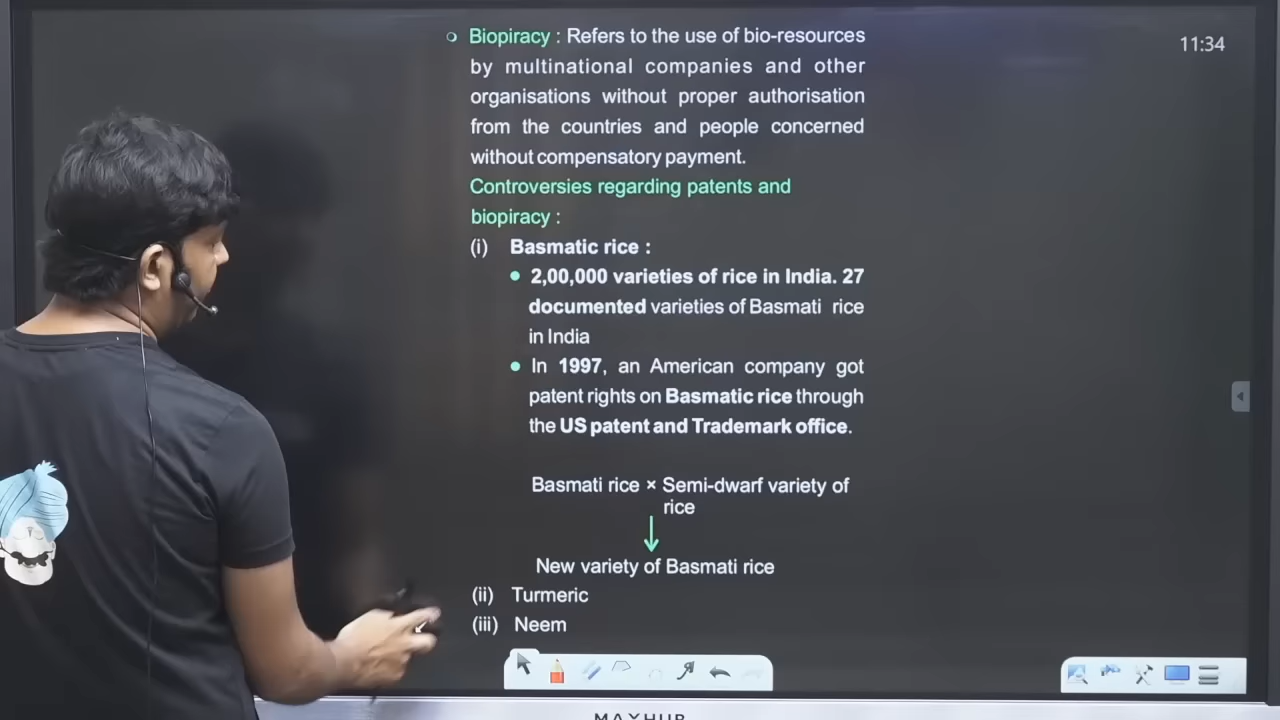 Biopiracy : Refers to the use of bio-resources
11:34
by multinational companies and other
organisations without proper authorisation
from the countries and people concerned
without compensatory payment.
Controversies regarding patents and
biopiracy :
(i) Basmatic rice :
2,00,000 varieties of rice in India. 27
documented varieties of Basmati rice
in India
In 1997, an American company got
patent rights on Basmatic rice through
the US patent and Trademark office.
Basmati rice × Semi-dwarf variety of
rice
New variety of Basmati rice
(ii) Turmeric
(iii) Neem
MAXHUB